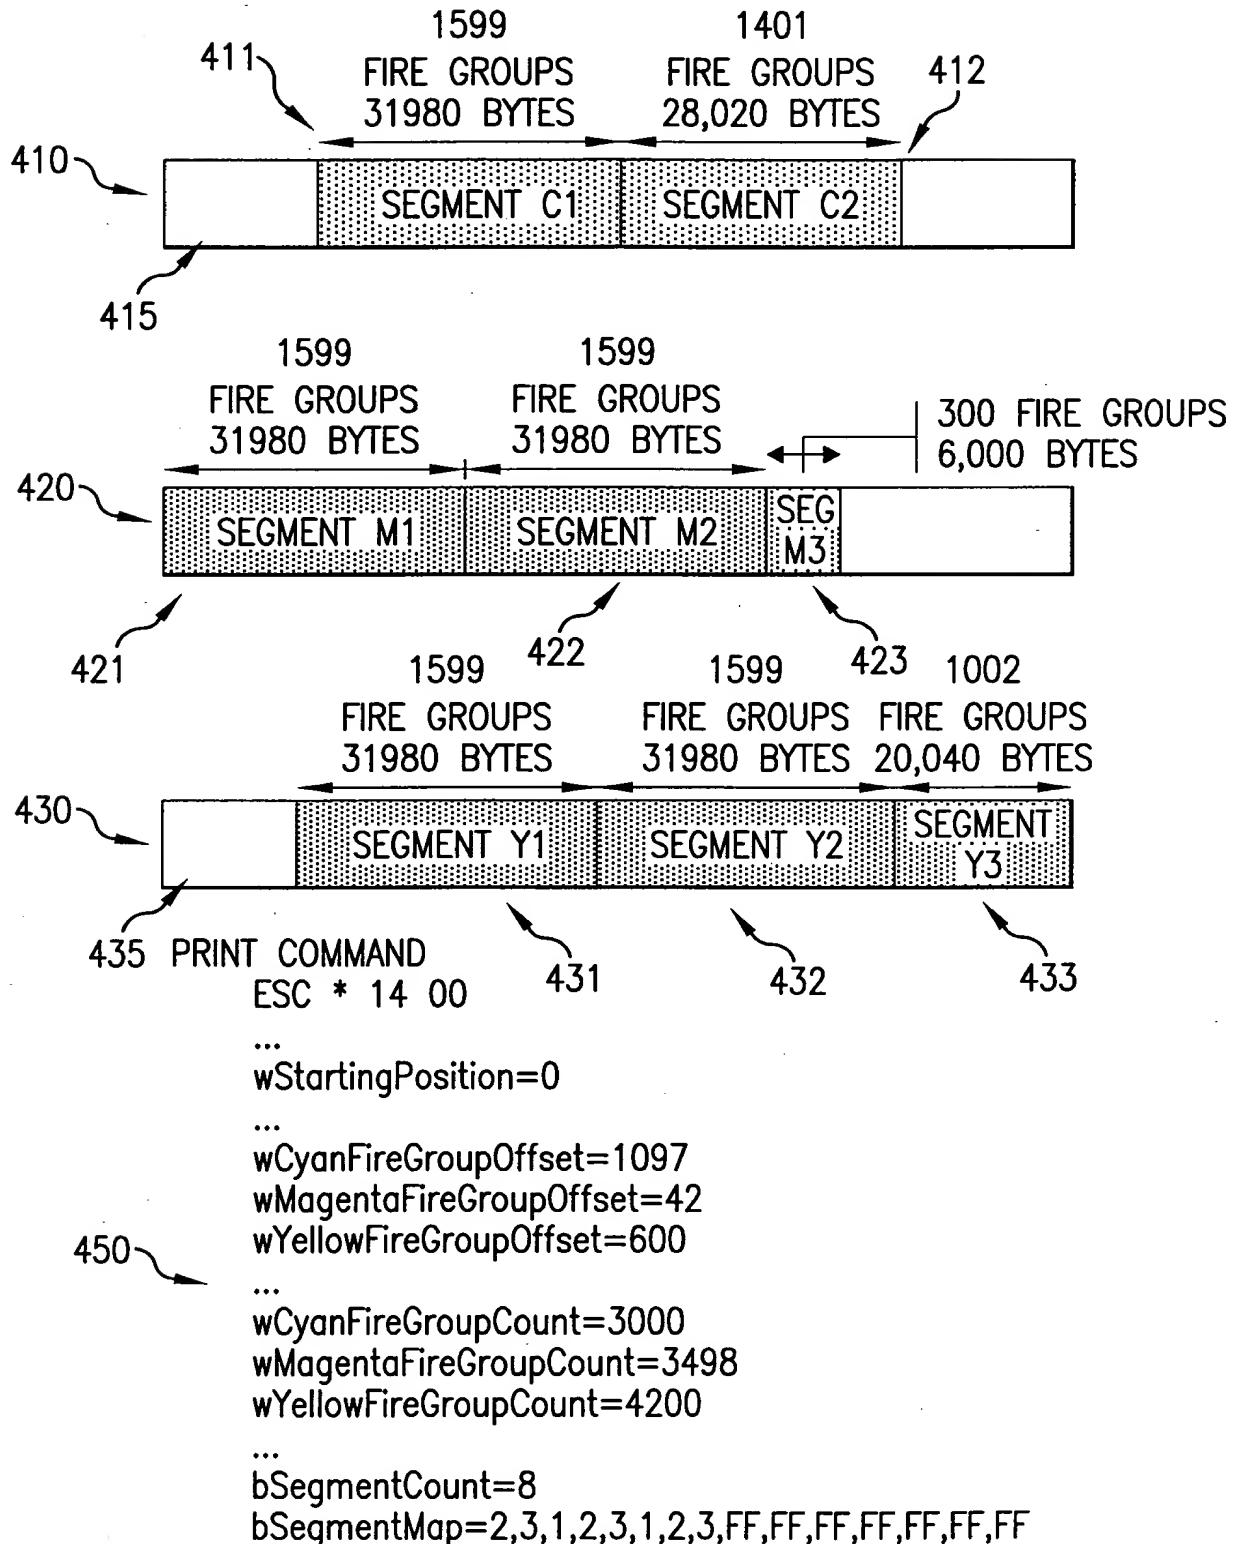 1599
FIRE GROUPS
31980 BYTES
1401
FIRE GROUPS
28,020 BYTES
411
412
410
SEGMENT C1
SEGMENT C2
415
1599
FIRE GROUPS
31980 BYTES
1599
FIRE GROUPS
31980 BYTES
300 FIRE GROUPS
6,000 BYTES
420
SEGMENT M1
SEGMENT M2
SEG
M3
421
422
423
1599
FIRE GROUPS
31980 BYTES
1599
FIRE GROUPS
31980 BYTES
1002
FIRE GROUPS
20,040 BYTES
430
SEGMENT Y1
SEGMENT Y2
SEGMENT
Y3
435
431
432
433
PRINT COMMAND
ESC * 14 00
...
wStartingPosition=0
...
wCyanFireGroupOffset=1097
wMagentaFireGroupOffset=42
wYellowFireGroupOffset=600
450
...
wCyanFireGroupCount=3000
wMagentaFireGroupCount=3498
wYellowFireGroupCount=4200
...
bSegmentCount=8
bSegmentMap=2,3,1,2,3,1,2,3,FF,FF,FF,FF,FF,FF,FF